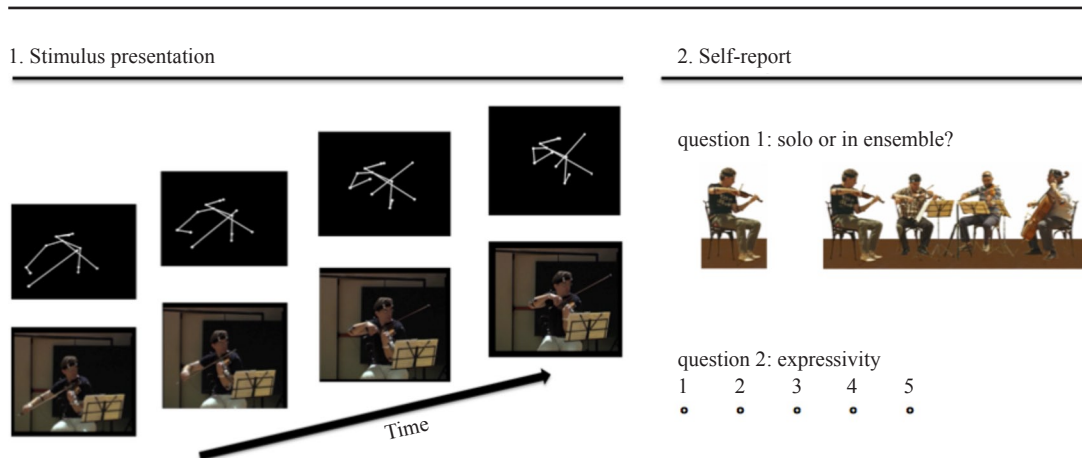 1. Stimulus presentation
2. Self-report
question 1: solo or in ensemble?
question 2: expressivity
1 2 3 4 5
Time